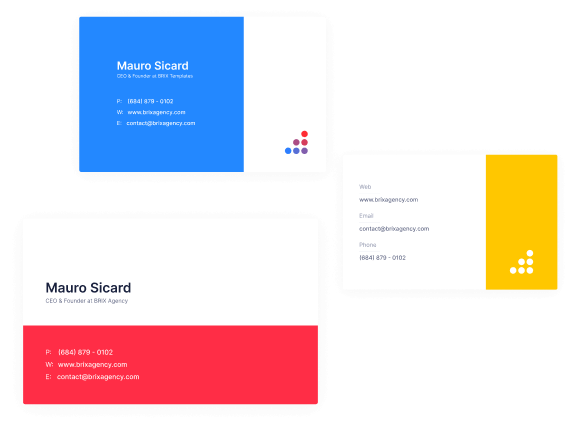 Mauro Sicard
CEO & Founder at BRIX Templates
P: (684) 879 - 0102
W: www.brixagency.com
E: contact@brixagency.com
Web
www.brixagency.com
Email
contact@brixagency.com
Phone
(684) 879 - 0102
Mauro Sicard
CEO & Founder at BRIX Agency
P: (684) 879 - 0102
W: www.brixagency.com
E: contact@brixagency.com